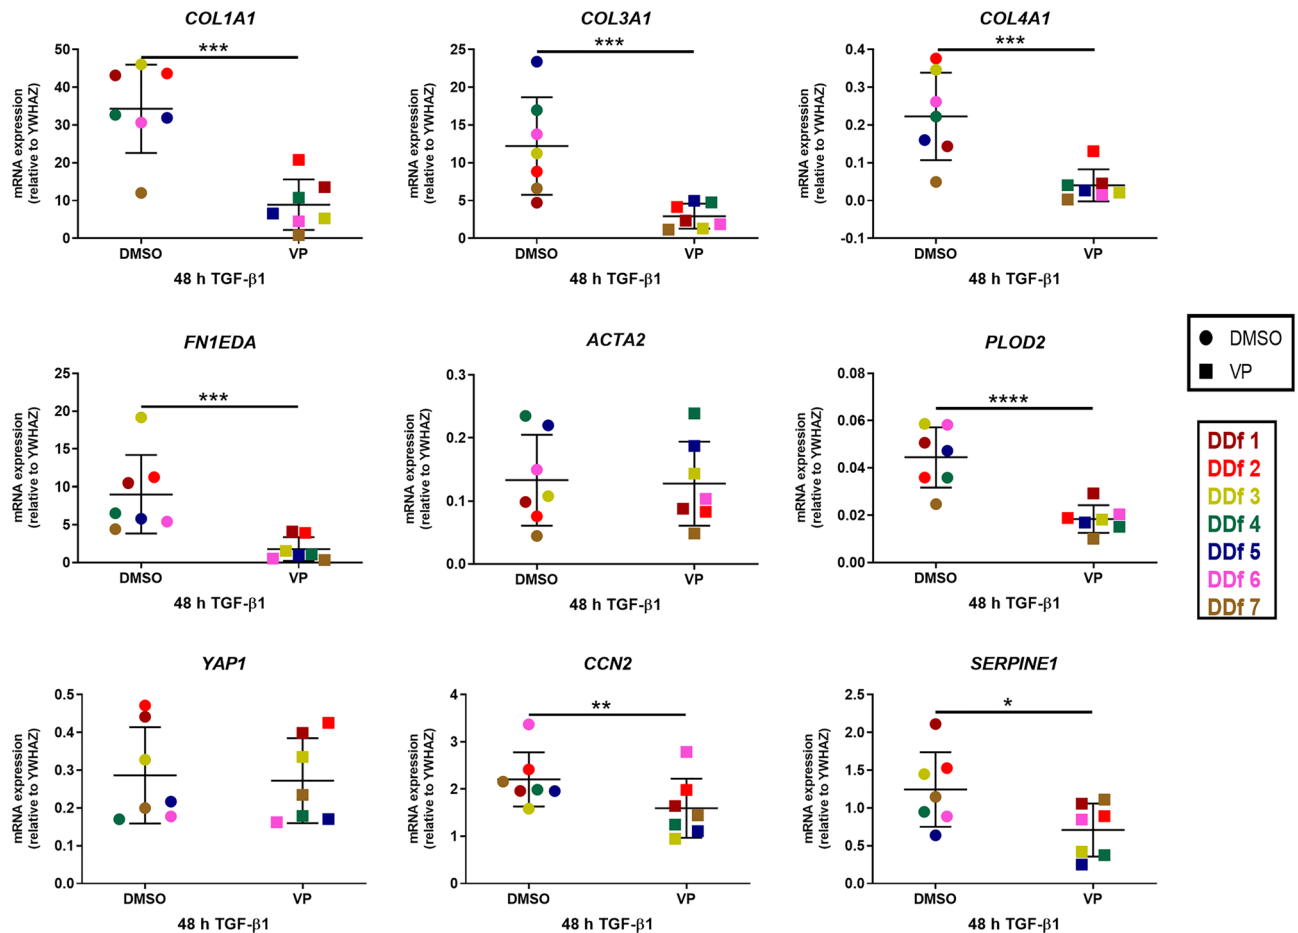 COL1A1
mRNA expression
(relative to YWHAZ)
50
40
30
20
10
0
***
DMSO VP
48 h TGF-β1
COL3A1
mRNA expression
(relative to YWHAZ)
25
20
15
10
5
0
***
DMSO VP
48 h TGF-β1
COL4A1
mRNA expression
(relative to YWHAZ)
0.4
0.3
0.2
0.1
0.0
-0.1
***
DMSO VP
48 h TGF-β1
FN1EDA
mRNA expression
(relative to YWHAZ)
25
20
15
10
5
0
***
DMSO VP
48 h TGF-β1
ACTA2
mRNA expression
(relative to YWHAZ)
0.3
0.2
0.1
0.0
DMSO VP
48 h TGF-β1
PLOD2
mRNA expression
(relative to YWHAZ)
0.08
0.06
0.04
0.02
0.00
****
DMSO VP
48 h TGF-β1
DMSO
VP
DDf 1
DDf 2
DDf 3
DDf 4
DDf 5
DDf 6
DDf 7
YAP1
mRNA expression
(relative to YWHAZ)
0.5
0.4
0.3
0.2
0.1
0.0
DMSO VP
48 h TGF-β1
CCN2
mRNA expression
(relative to YWHAZ)
4
3
2
1
0
**
DMSO VP
48 h TGF-β1
SERPINE1
mRNA expression
(relative to YWHAZ)
2.5
2.0
1.5
1.0
0.5
0.0
*
DMSO VP
48 h TGF-β1